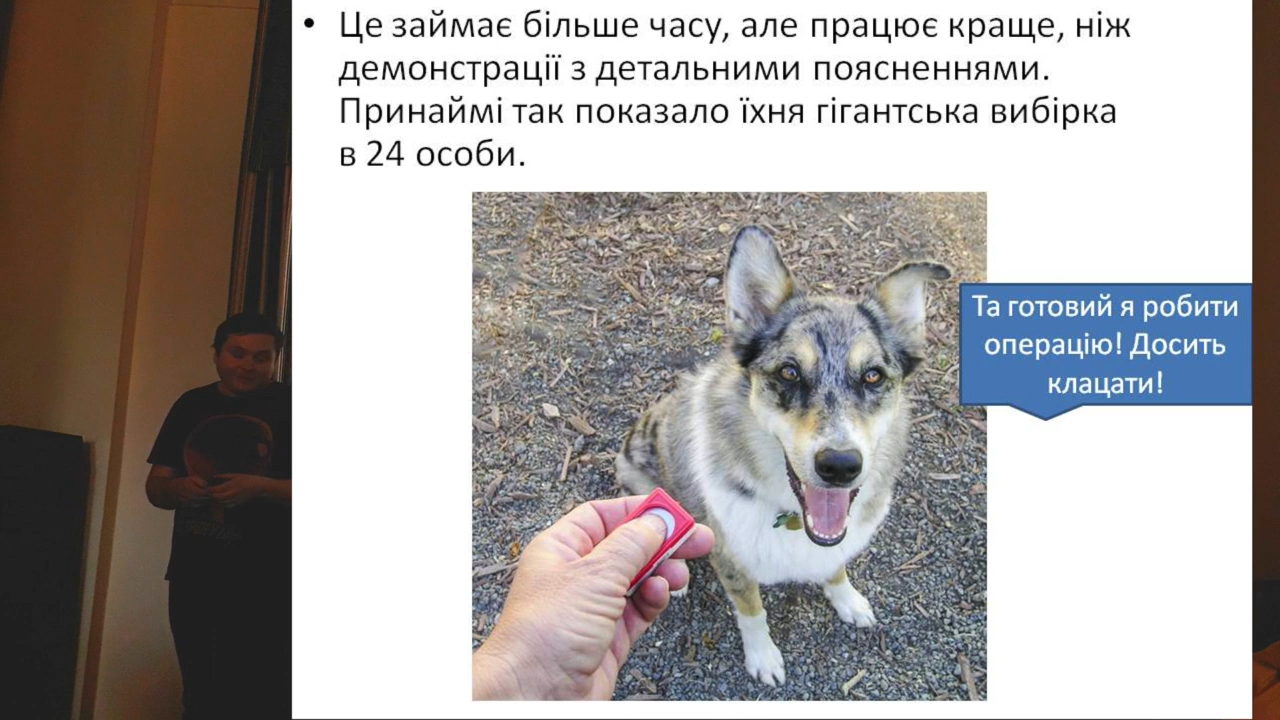 • Це займає більше часу, але працює краще, ніж
демонстрації з детальними поясненнями.
Принаймі так показало їхня гігантська вибірка
в 24 особи.
Та готовий я робити
операцію! Досить
клацати!